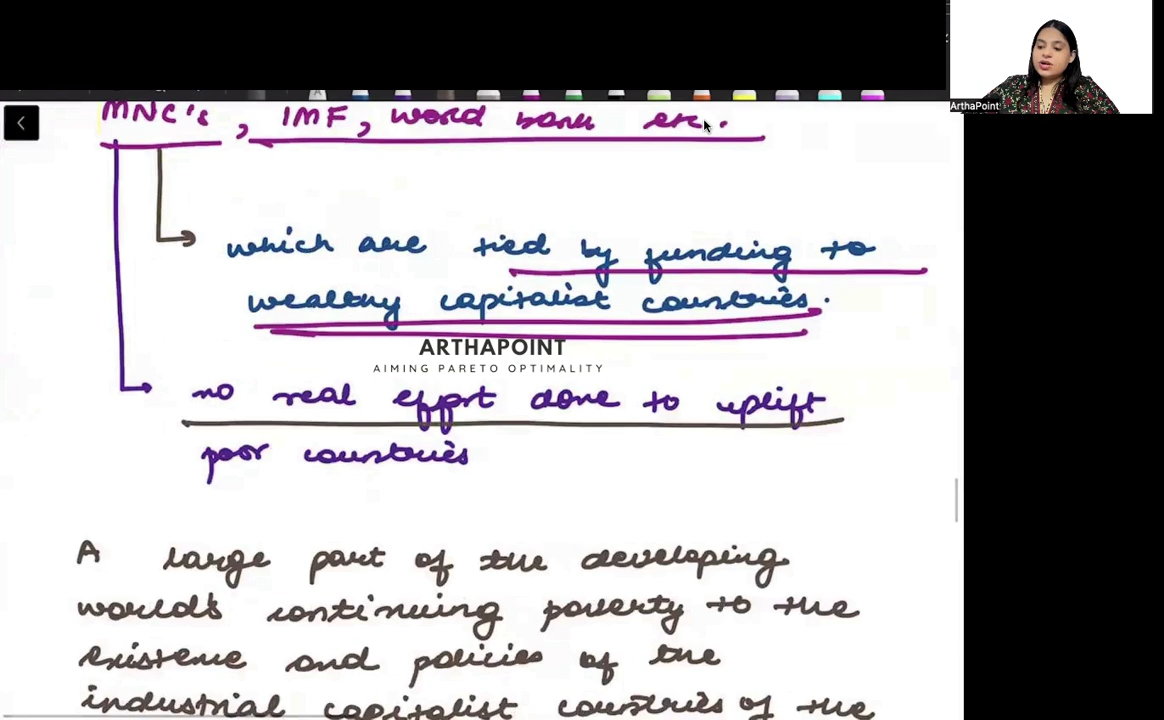 ArthaPoint
MNC's, IMF, world bank etc.
which are tied by funding to
wealthy capitalist countries.
ARTHAPOINT
AIMING PARETO OPTIMALITY
no real effort done to uplift
poor countries
A large part of the developing
world's continuing poverty to the
existence and policies of the
industrial capitalist countries of the